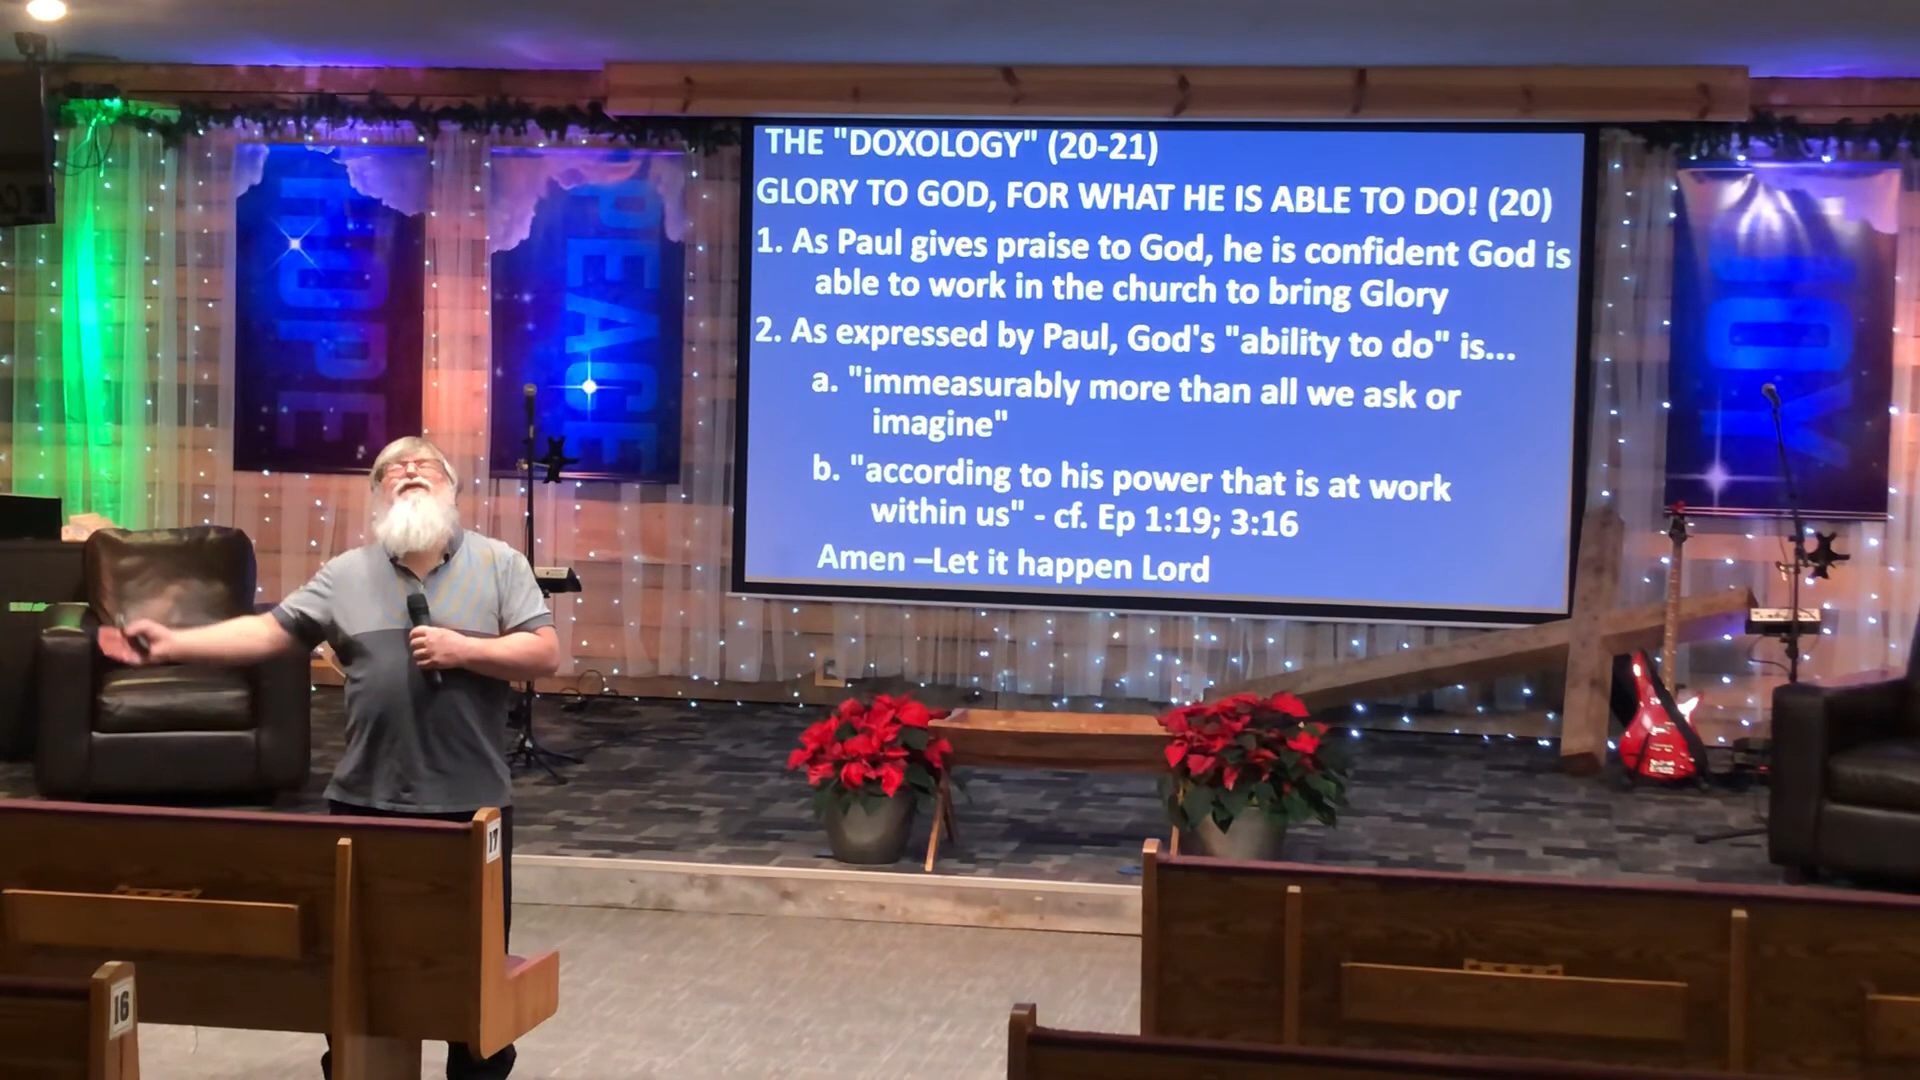 HOPE
PEACE
JOY
THE "DOXOLOGY" (20-21)
GLORY TO GOD, FOR WHAT HE IS ABLE TO DO! (20)
1. As Paul gives praise to God, he is confident God is
able to work in the church to bring Glory
2. As expressed by Paul, God's "ability to do" is...
a. "immeasurably more than all we ask or
imagine"
b. "according to his power that is at work
within us" - cf. Ep 1:19; 3:16
Amen –Let it happen Lord
17
16